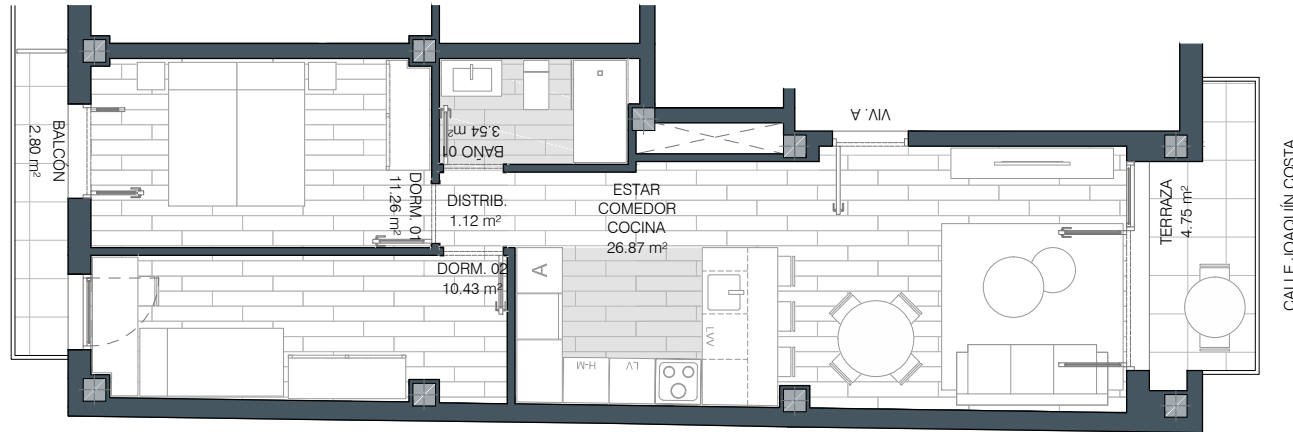 BALCÓN
2.80 m²
DORM. 01
11.26 m²
BAÑO 01
3.54 m²
DISTRIB.
1.12 m²
DORM. 02
10.43 m²
ESTAR
COMEDOR
COCINA
26.87 m²
A
H-M
LV
LVV
VIV. A
TERRAZA
4.75 m²
CALLE JOAQUÍN COSTA